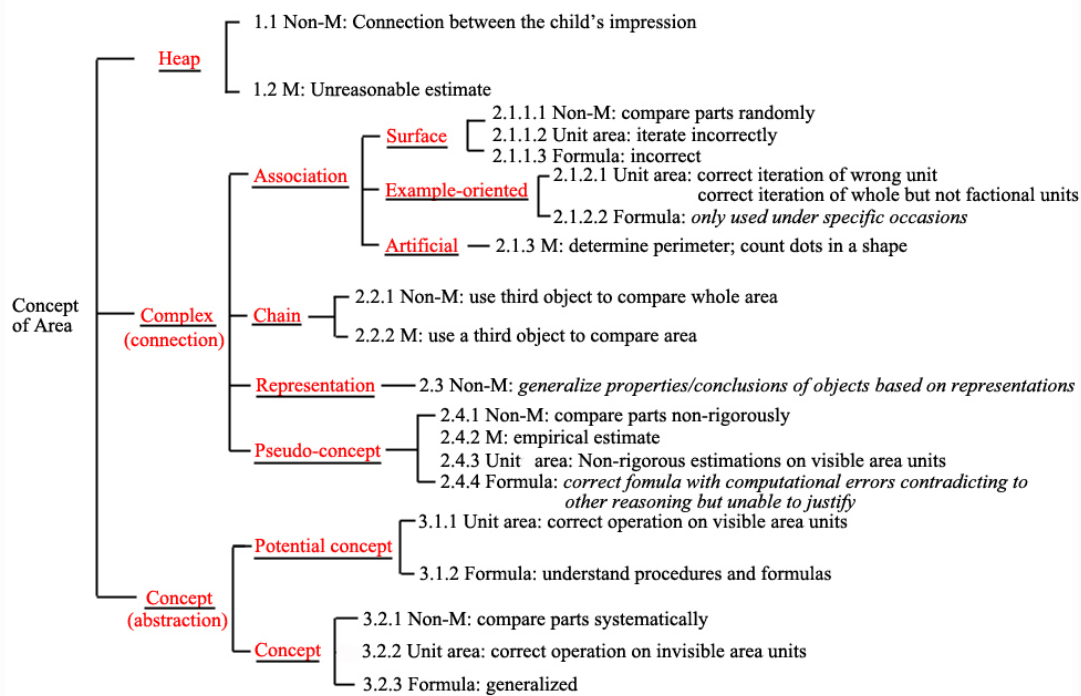 1.1 Non-M: Connection between the child's impression
Heap
1.2 M: Unreasonable estimate
2.1.1.1 Non-M: compare parts randomly
Surface
2.1.1.2 Unit area: iterate incorrectly
2.1.1.3 Formula: incorrect
Association
2.1.2.1 Unit area: correct iteration of wrong unit
correct iteration of whole but not factional units
Example-oriented
2.1.2.2 Formula: only used under specific occasions
Artificial
2.1.3 M: determine perimeter; count dots in a shape
Concept
of Area
Complex
(connection)
2.2.1 Non-M: use third object to compare whole area
Chain
2.2.2 M: use a third object to compare area
Representation
2.3 Non-M: generalize properties/conclusions of objects based on representations
2.4.1 Non-M: compare parts non-rigorously
2.4.2 M: empirical estimate
Pseudo-concept
2.4.3 Unit area: Non-rigorous estimations on visible area units
2.4.4 Formula: correct fomula with computational errors contradicting to
other reasoning but unable to justify
3.1.1 Unit area: correct operation on visible area units
Potential concept
3.1.2 Formula: understand procedures and formulas
Concept
(abstraction)
3.2.1 Non-M: compare parts systematically
Concept
3.2.2 Unit area: correct operation on invisible area units
3.2.3 Formula: generalized